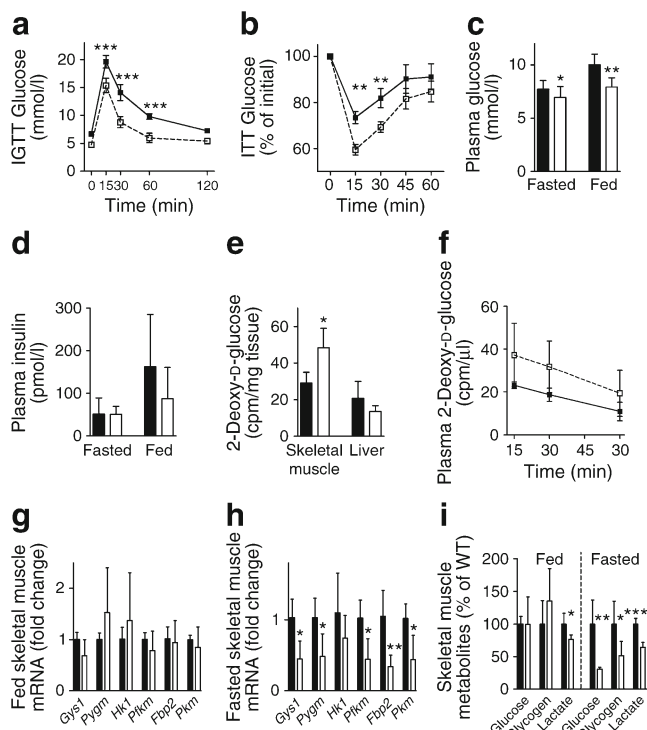 a
IGTT Glucose
(mmol/l)
20
15
10
5
0
***
***
***
0 15 30 60 120
Time (min)
b
ITT Glucose
(% of initial)
100
80
60
**
**
0 15 30 45 60
Time (min)
c
Plasma glucose
(mmol/l)
10
5
0
*
**
Fasted Fed
d
Plasma insulin
(pmol/l)
300
200
100
0
Fasted Fed
e
2-Deoxy-D-glucose
(cpm/mg tissue)
60
40
20
0
*
Skeletal Liver
muscle
f
Plasma 2-Deoxy-D-glucose
(cpm/µl)
60
40
20
0
15 30 45 30
Time (min)
g
Fed skeletal muscle
mRNA (fold change)
2
1
0
Gys1 Pygm Hk1 Pfkm Fbp2 Pkm
h
Fasted skeletal muscle
mRNA (fold change)
1
0
*
*
*
**
*
Gys1 Pygm Hk1 Pfkm Fbp2 Pkm
i
Skeletal muscle
metabolites (% of WT)
200
150
100
50
0
Fed Fasted
*
**
*
***
Glucose Glycogen Lactate Glucose Glycogen Lactate